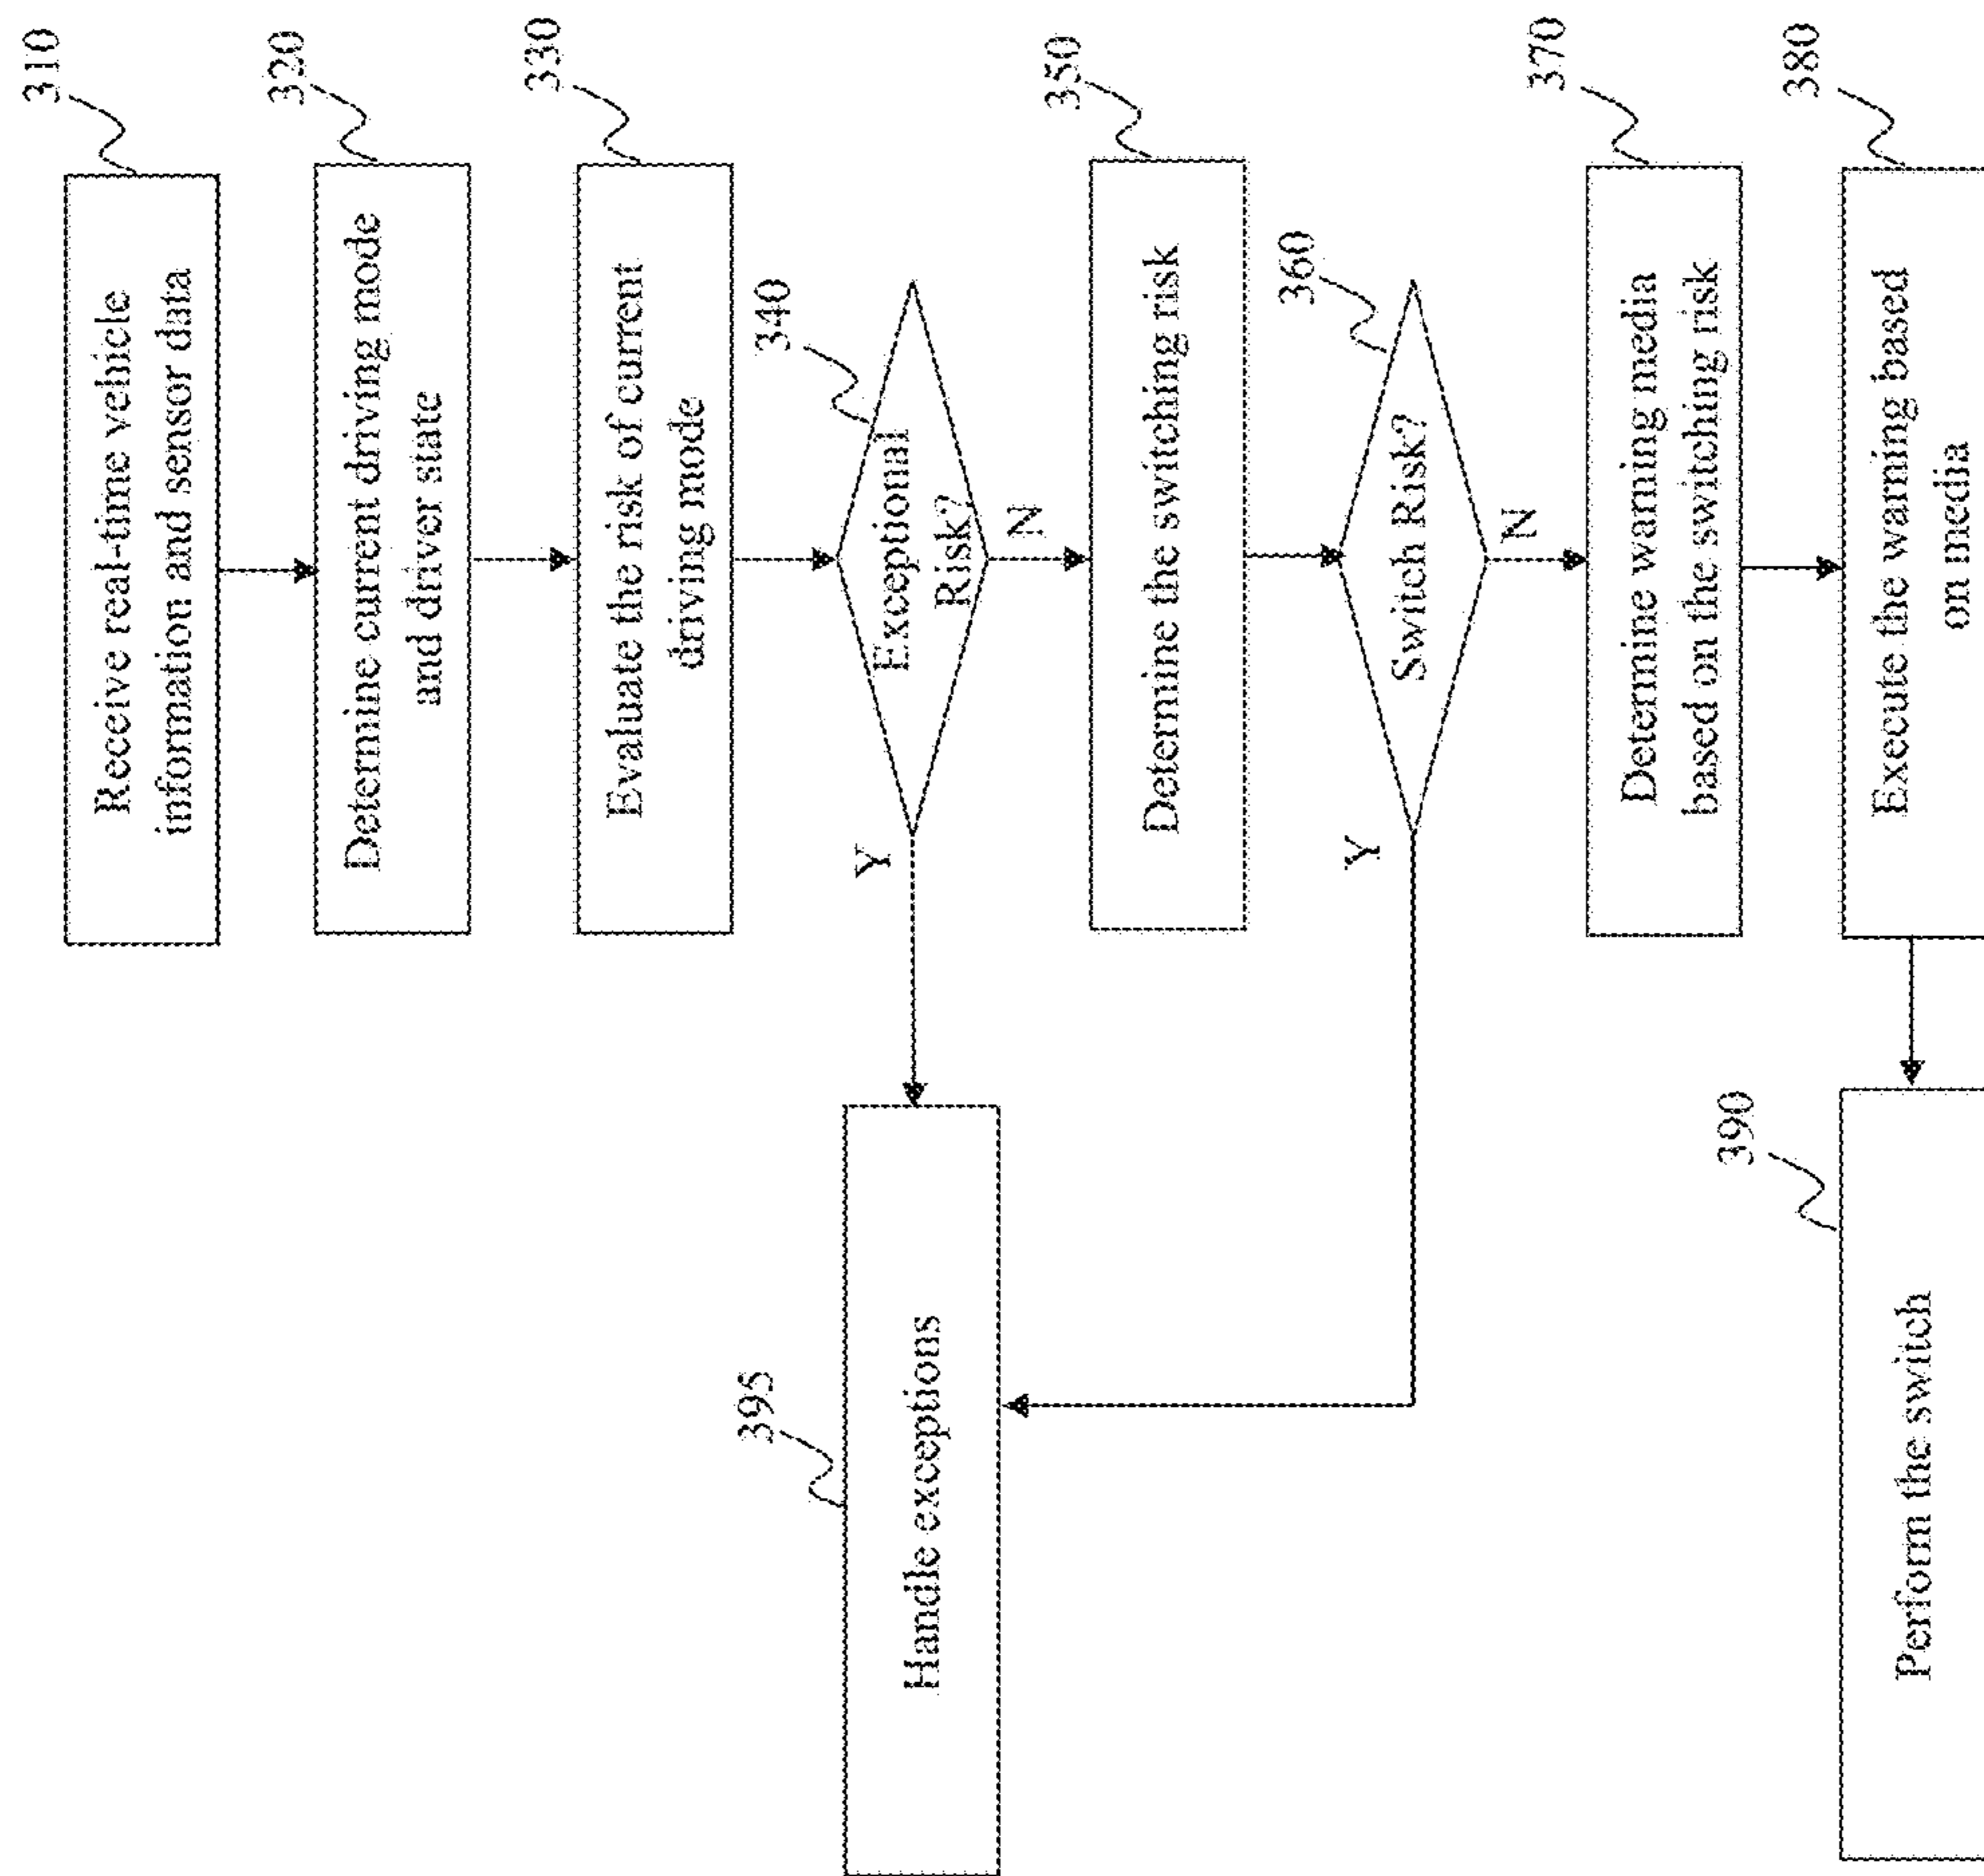 310
Receive real-time vehicle
information and sensor data
320
Determine current driving mode
and driver state
330
Evaluate the risk of current
driving mode
340
Exceptional
Risk?
Y
N
350
Determine the switching risk
360
Switch Risk?
Y
N
370
Determine warning media
based on the switching risk
380
Execute the warning based
on media
390
Perform the switch
395
Handle exceptions